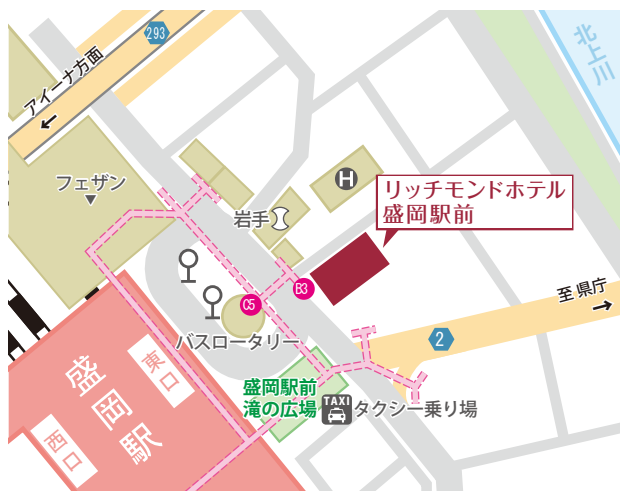 293
アイーナ方面
北上川
フェザン
H
リッチモンドホテル
盛岡駅前
岩手
B3
C5
至 県庁
2
バスロータリー
東口
盛岡駅
西口
盛岡駅前
滝の広場
TAXI
タクシー乗り場